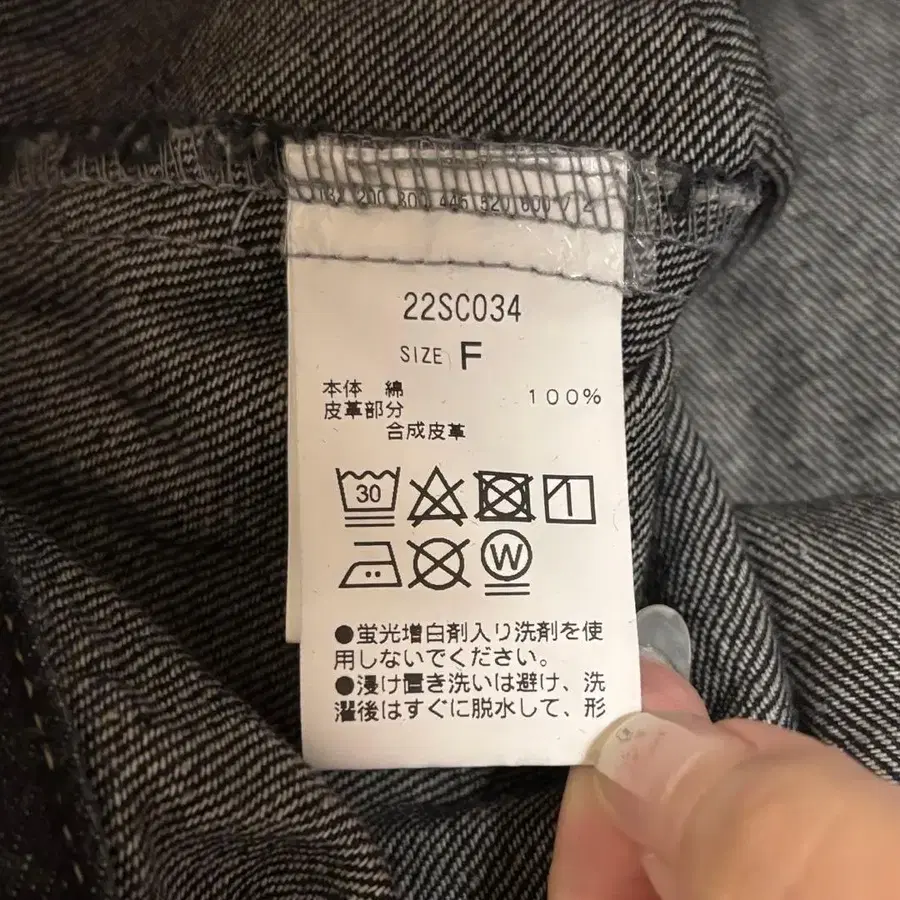 22SC034
SIZE F
本体 綿 100%
皮革部分
合成皮革
30
W
●蛍光増白剤入り洗剤を使
用しないでください。
●浸け置き洗いは避け、洗
濯後はすぐに脱水して、形